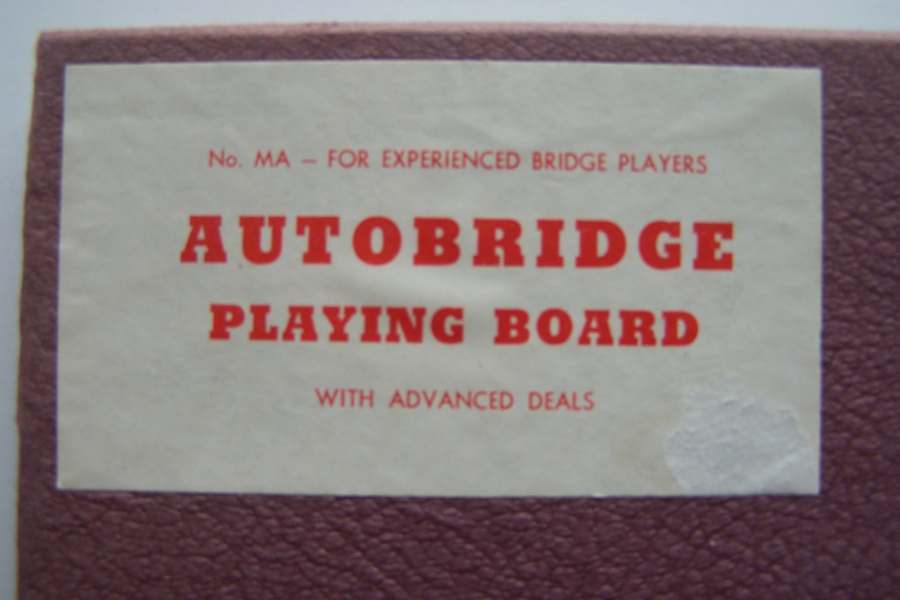 No. MA – FOR EXPERIENCED BRIDGE PLAYERS
AUTOBRIDGE
PLAYING BOARD
WITH ADVANCED DEALS